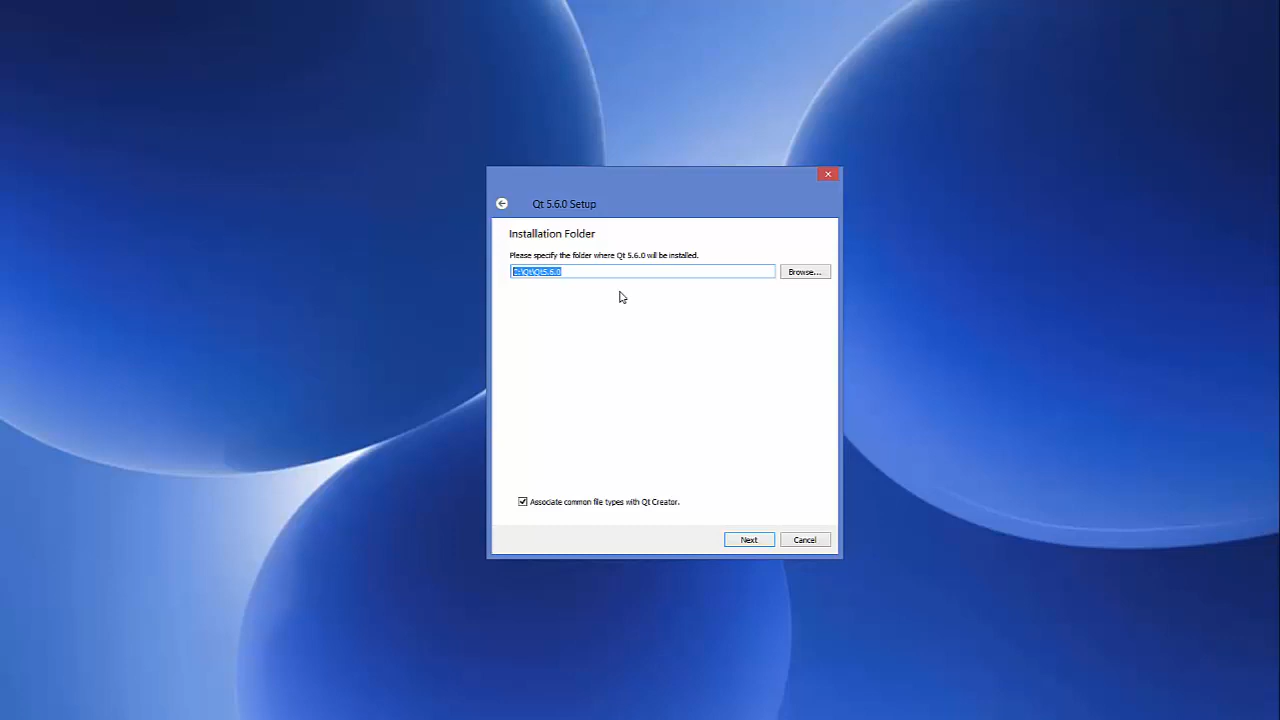 Qt 5.6.0 Setup
Installation Folder
Please specify the folder where Qt 5.6.0 will be installed.
C:\Qt\Qt5.6.0
Browse...
Associate common file types with Qt Creator.
Next
Cancel